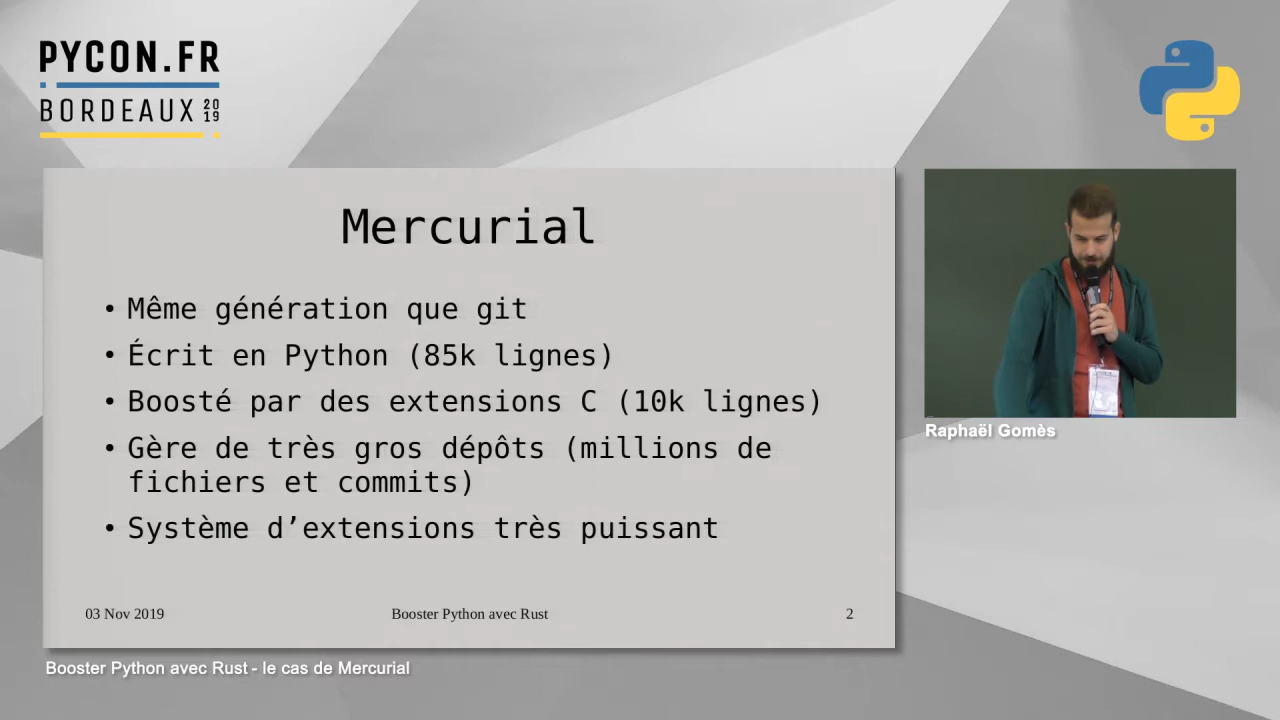 PYCON.FR
BORDEAUX 2019
Mercurial
• Même génération que git
• Écrit en Python (85k lignes)
• Boosté par des extensions C (10k lignes)
• Gère de très gros dépôts (millions de
fichiers et commits)
• Système d’extensions très puissant
03 Nov 2019 Booster Python avec Rust 2
Raphaël Gomès
Booster Python avec Rust - le cas de Mercurial